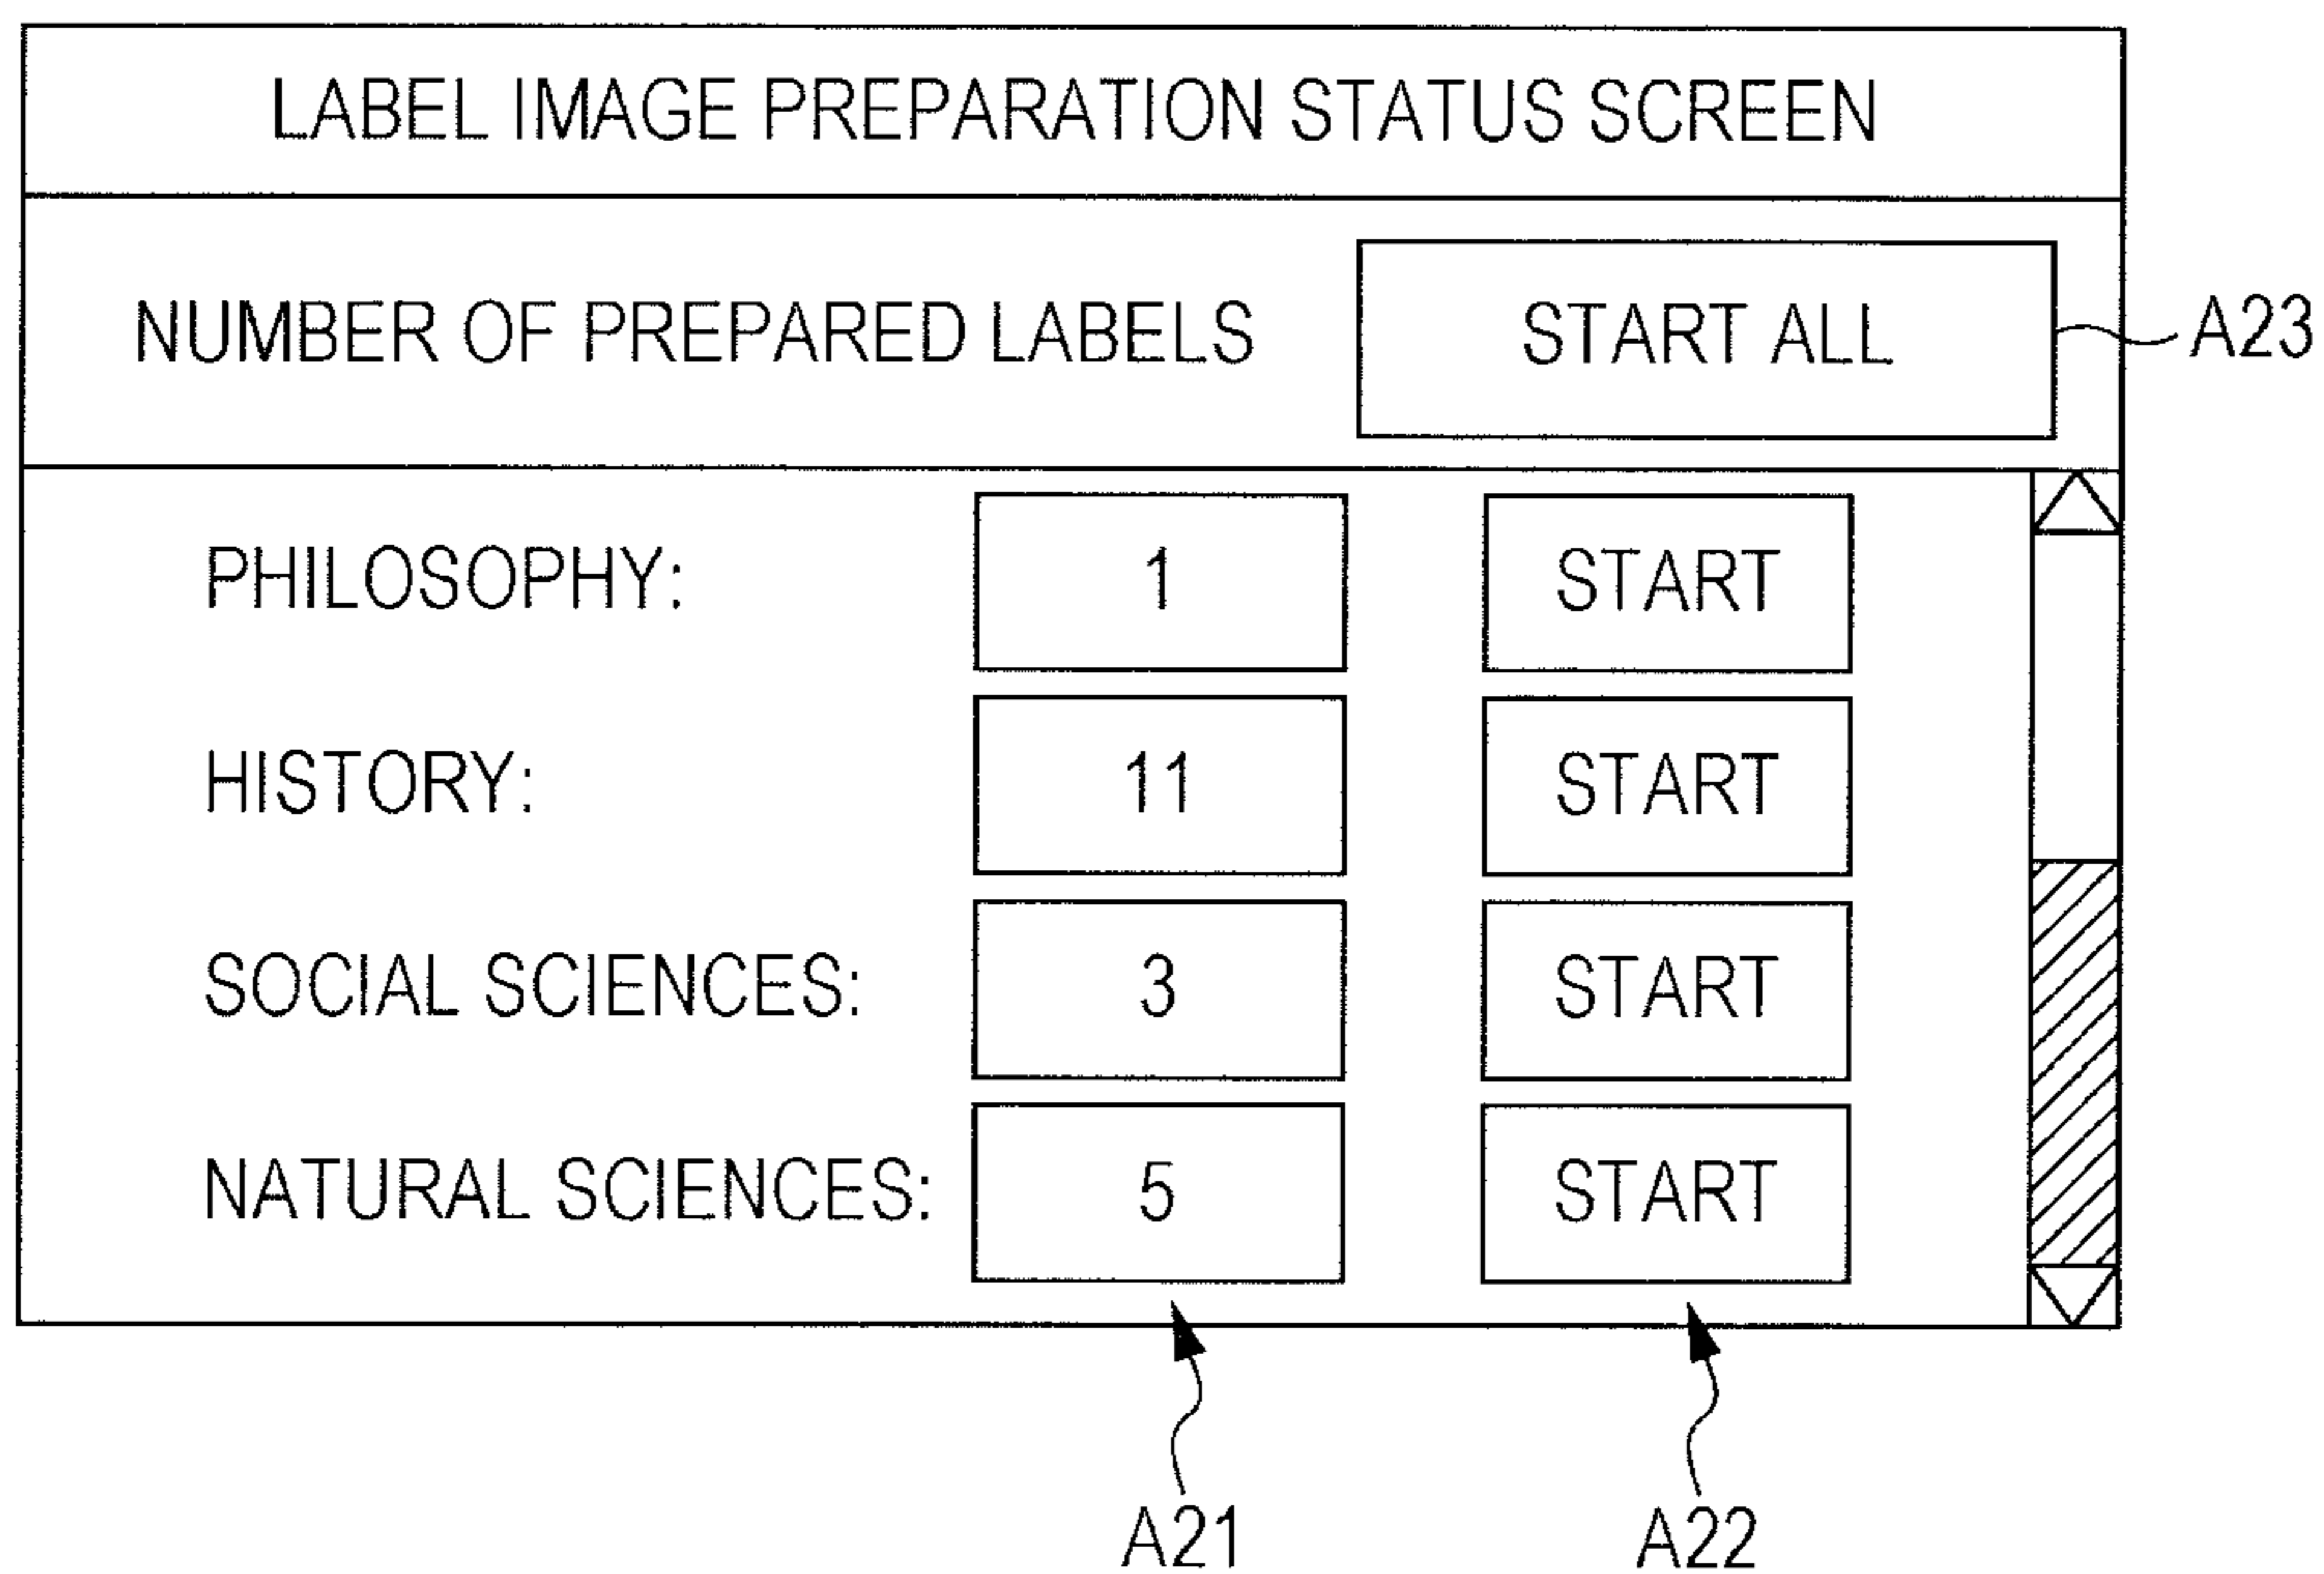 LABEL IMAGE PREPARATION STATUS SCREEN
NUMBER OF PREPARED LABELS START ALL A23
PHILOSOPHY: 1 START
HISTORY: 11 START
SOCIAL SCIENCES: 3 START
NATURAL SCIENCES: 5 START
A21 A22